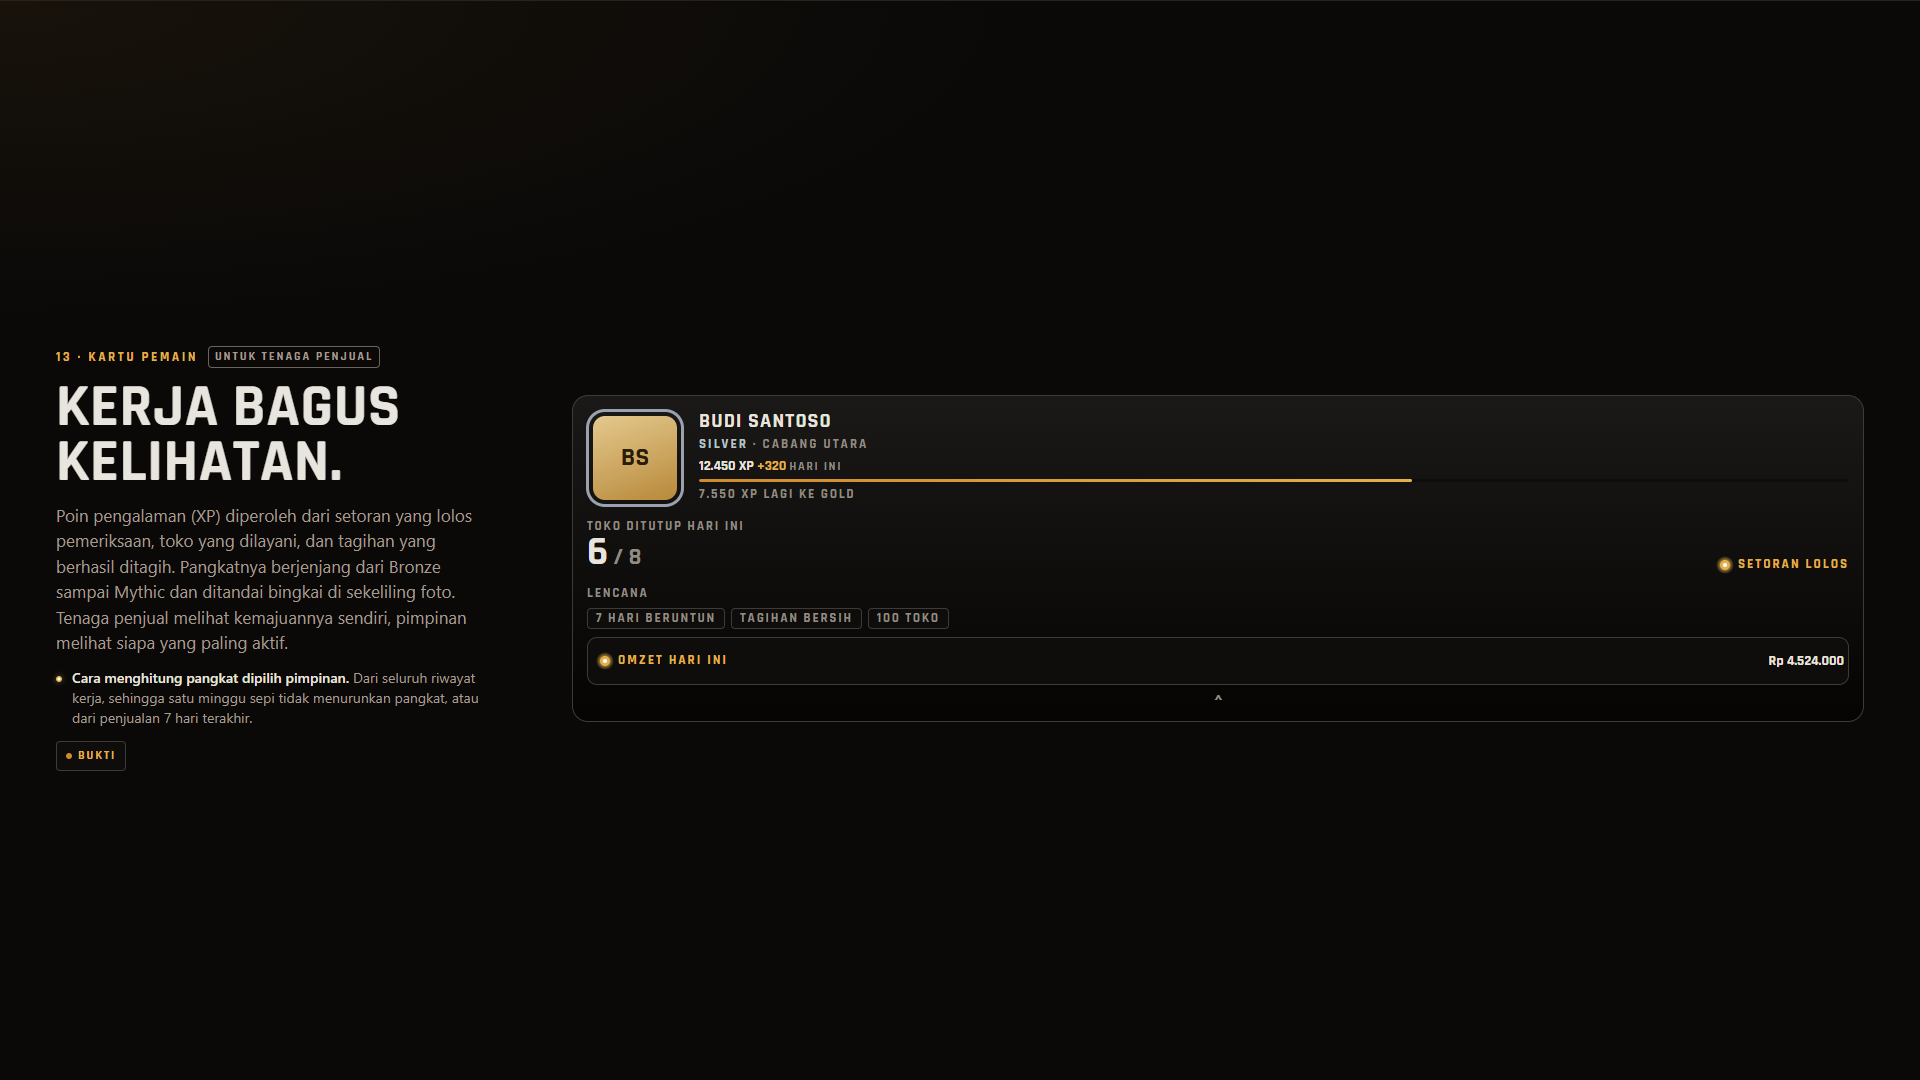 13 · KARTU PEMAIN
UNTUK TENAGA PENJUAL
KERJA BAGUS
KELIHATAN.
Poin pengalaman (XP) diperoleh dari setoran yang lolos
pemeriksaan, toko yang dilayani, dan tagihan yang
berhasil ditagih. Pangkatnya berjenjang dari Bronze
sampai Mythic dan ditandai bingkai di sekeliling foto.
Tenaga penjual melihat kemajuannya sendiri, pimpinan
melihat siapa yang paling aktif.
Cara menghitung pangkat dipilih pimpinan. Dari seluruh riwayat
kerja, sehingga satu minggu sepi tidak menurunkan pangkat, atau
dari penjualan 7 hari terakhir.
BUKTI
BS
BUDI SANTOSO
SILVER · CABANG UTARA
12.450 XP +320 HARI INI
7.550 XP LAGI KE GOLD
TOKO DITUTUP HARI INI
6 / 8
SETORAN LOLOS
LENCANA
7 HARI BERUNTUN
TAGIHAN BERSIH
100 TOKO
OMZET HARI INI
Rp 4.524.000
^